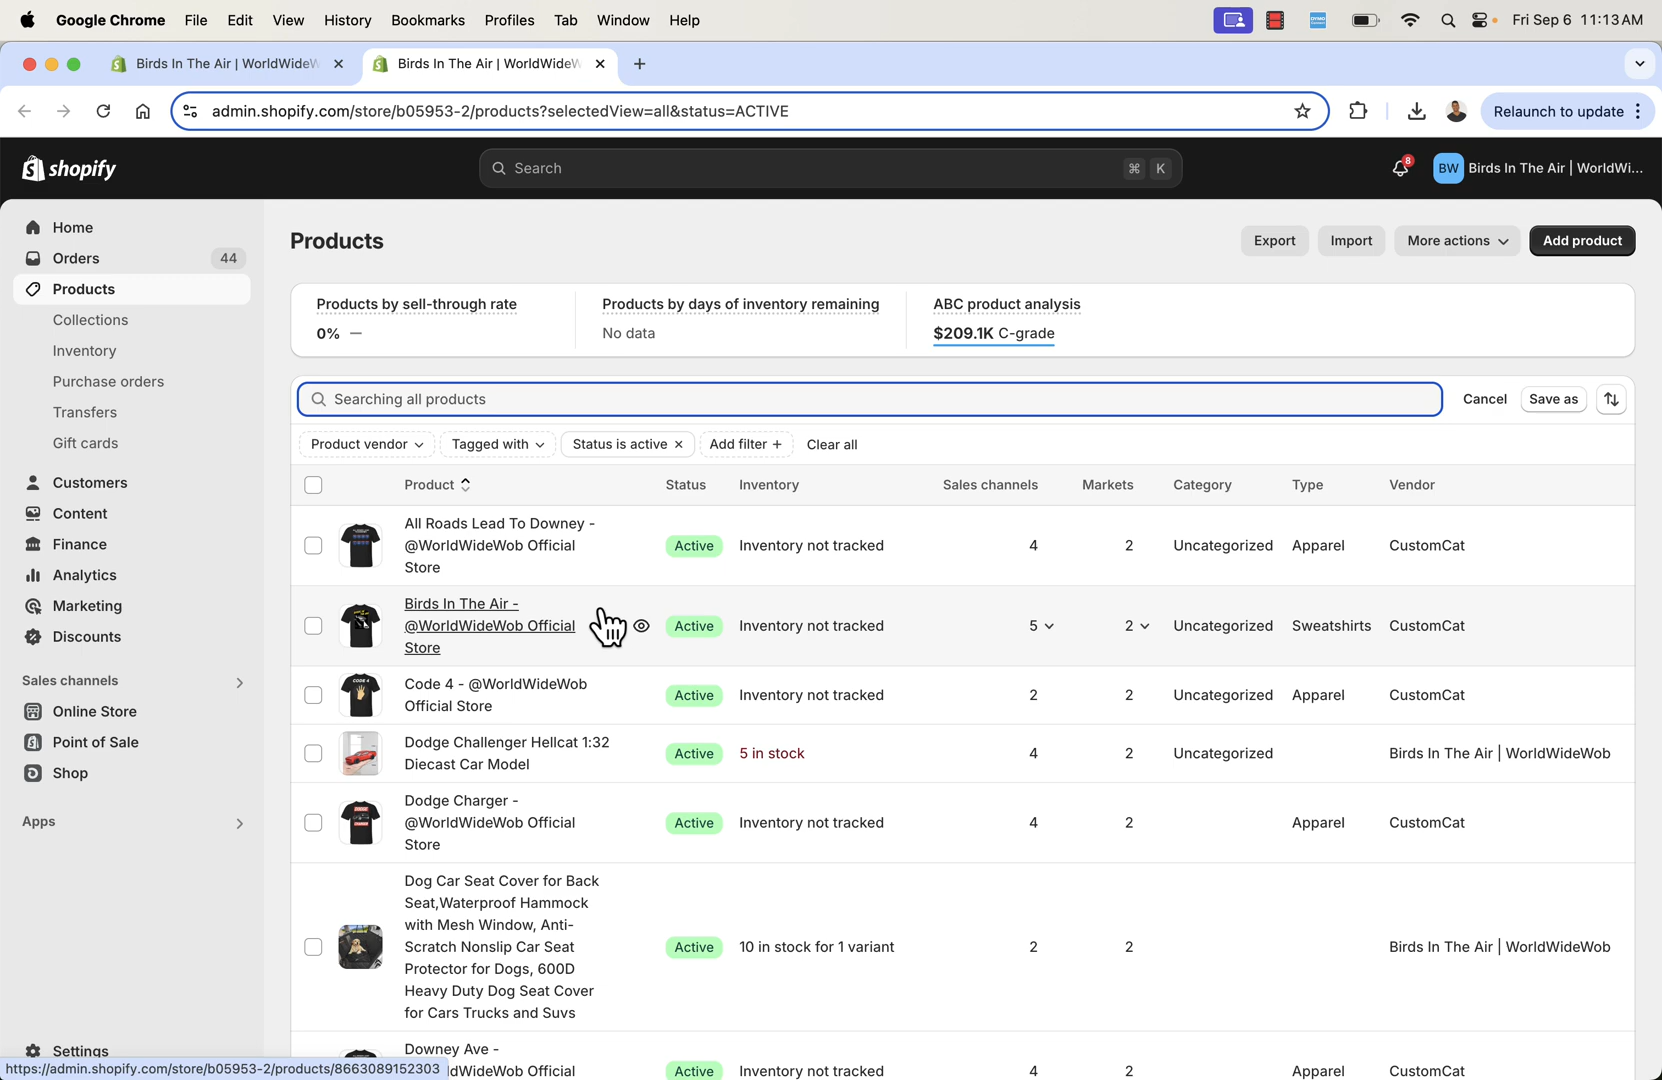 Google Chrome File Edit View History Bookmarks Profiles Tab Window Help Fri Sep 6 11:13 AM
Birds In The Air | WorldWideW
Birds In The Air | WorldWideW
admin.shopify.com/store/b05953-2/products?selectedView=all&status=ACTIVE
Relaunch to update
shopify
Search
⌘ K
8
BW Birds In The Air | WorldWi...
Home
Orders 44
Products
Collections
Inventory
Purchase orders
Transfers
Gift cards
Customers
Content
Finance
Analytics
Marketing
Discounts
Sales channels
Online Store
Point of Sale
Shop
Apps
Settings
Products
Export Import More actions Add product
Products by sell-through rate
0% —
Products by days of inventory remaining
No data
ABC product analysis
$209.1K C-grade
Searching all products
Cancel Save as
Product vendor Tagged with Status is active × Add filter + Clear all
Product Status Inventory Sales channels Markets Category Type Vendor
All Roads Lead To Downey -
@WorldWideWob Official
Store
Active Inventory not tracked 4 2 Uncategorized Apparel CustomCat
Birds In The Air -
@WorldWideWob Official
Store
Active Inventory not tracked 5 2 Uncategorized Sweatshirts CustomCat
CODE 4
Code 4 - @WorldWideWob
Official Store
Active Inventory not tracked 2 2 Uncategorized Apparel CustomCat
Dodge Challenger Hellcat 1:32
Diecast Car Model
Active 5 in stock 4 2 Uncategorized Birds In The Air | WorldWideWob
Dodge Charger -
@WorldWideWob Official
Store
Active Inventory not tracked 4 2 Apparel CustomCat
Dog Car Seat Cover for Back
Seat,Waterproof Hammock
with Mesh Window, Anti-
Scratch Nonslip Car Seat
Protector for Dogs, 600D
Heavy Duty Dog Seat Cover
for Cars Trucks and Suvs
Active 10 in stock for 1 variant 2 2 Birds In The Air | WorldWideWob
Downey Ave -
ldWideWob Official
Active Inventory not tracked 4 2 Apparel CustomCat
https://admin.shopify.com/store/b05953-2/products/8663089152303